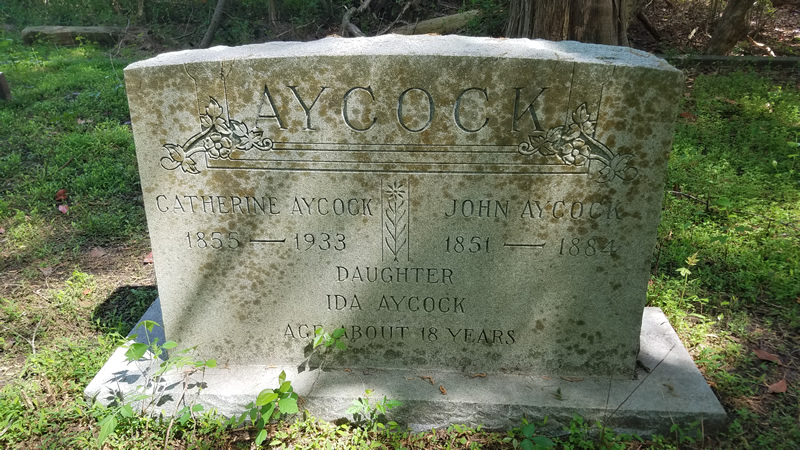 AYCOCK
CATHERINE AYCOCK JOHN AYCOCK
1855 — 1933 1851 — 1884
DAUGHTER
IDA AYCOCK
AGE ABOUT 18 YEARS